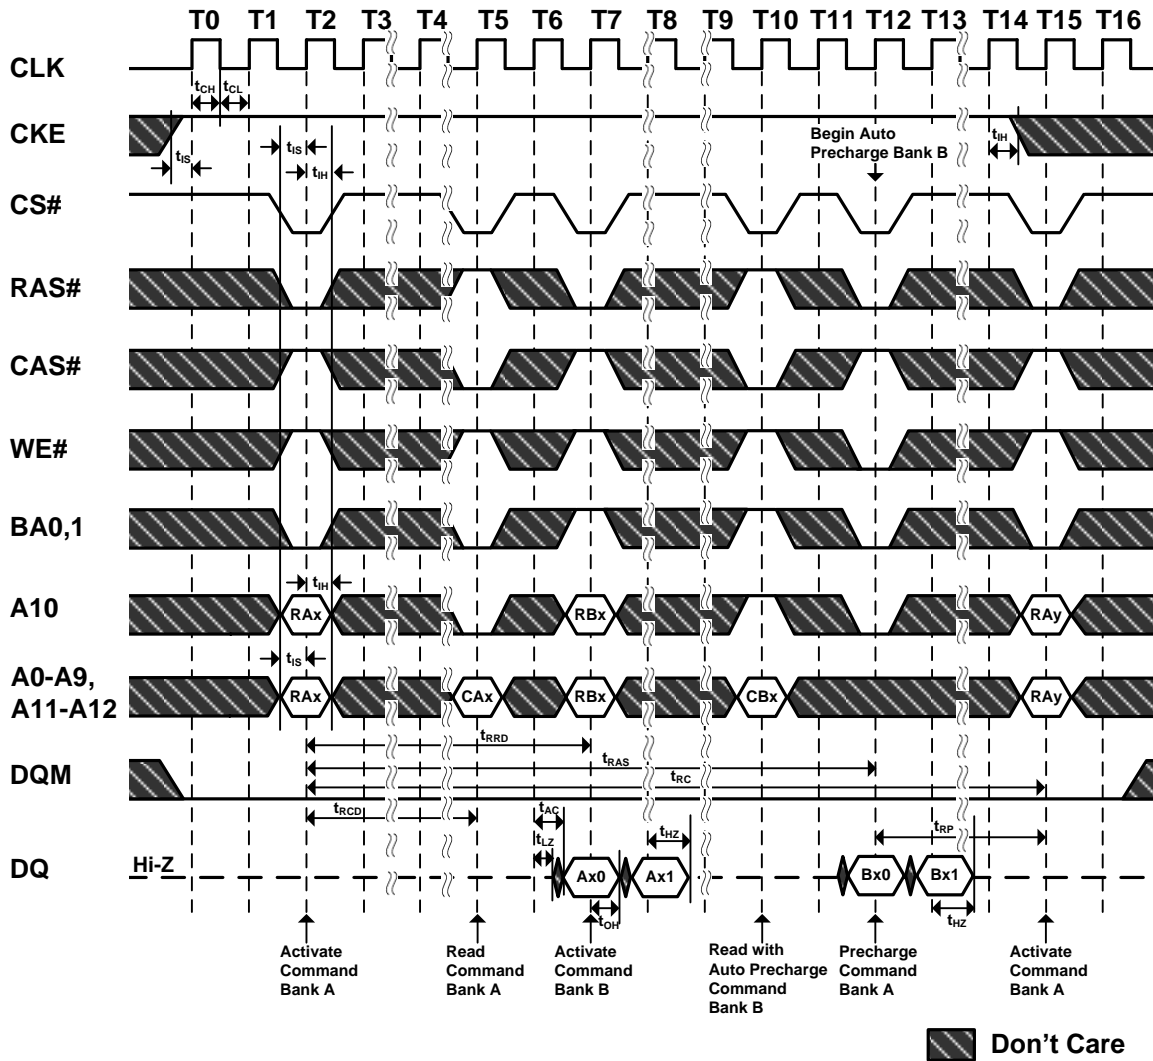 T0 T1 T2 T3 T4 T5 T6 T7 T8 T9 T10 T11 T12 T13 T14 T15 T16
CLK
tCH tCL
CKE
tIS
tIS
tIH
Begin Auto
Precharge Bank B
tIH
CS#
RAS#
CAS#
WE#
BA0,1
tIH
A10
RAx RBx RAy
tIS
A0-A9,
A11-A12
RAx CAx RBx CBx RAy
tRRD
tRAS
tRC
DQM
tRCD
tAC
tLZ
tHZ
tRP
DQ
Hi-Z
Ax0 Ax1 Bx0 Bx1
tOH
tHZ
Activate
Command
Bank A
Read
Command
Bank A
Activate
Command
Bank B
Read with
Auto Precharge
Command
Bank B
Precharge
Command
Bank A
Activate
Command
Bank A
Don't Care